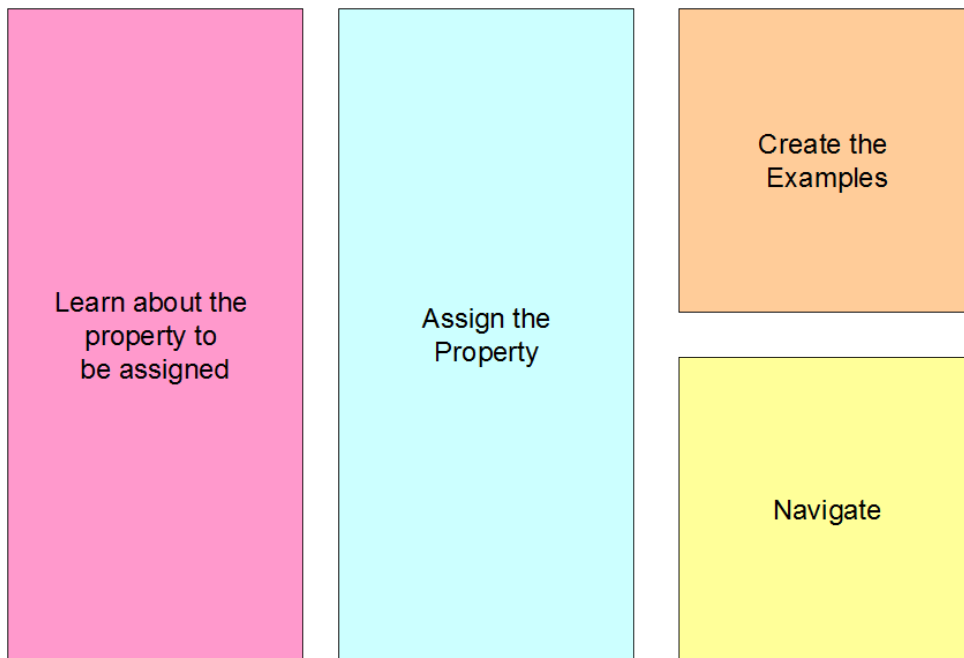 Learn about the
property to
be assigned
Assign the
Property
Create the
Examples
Navigate